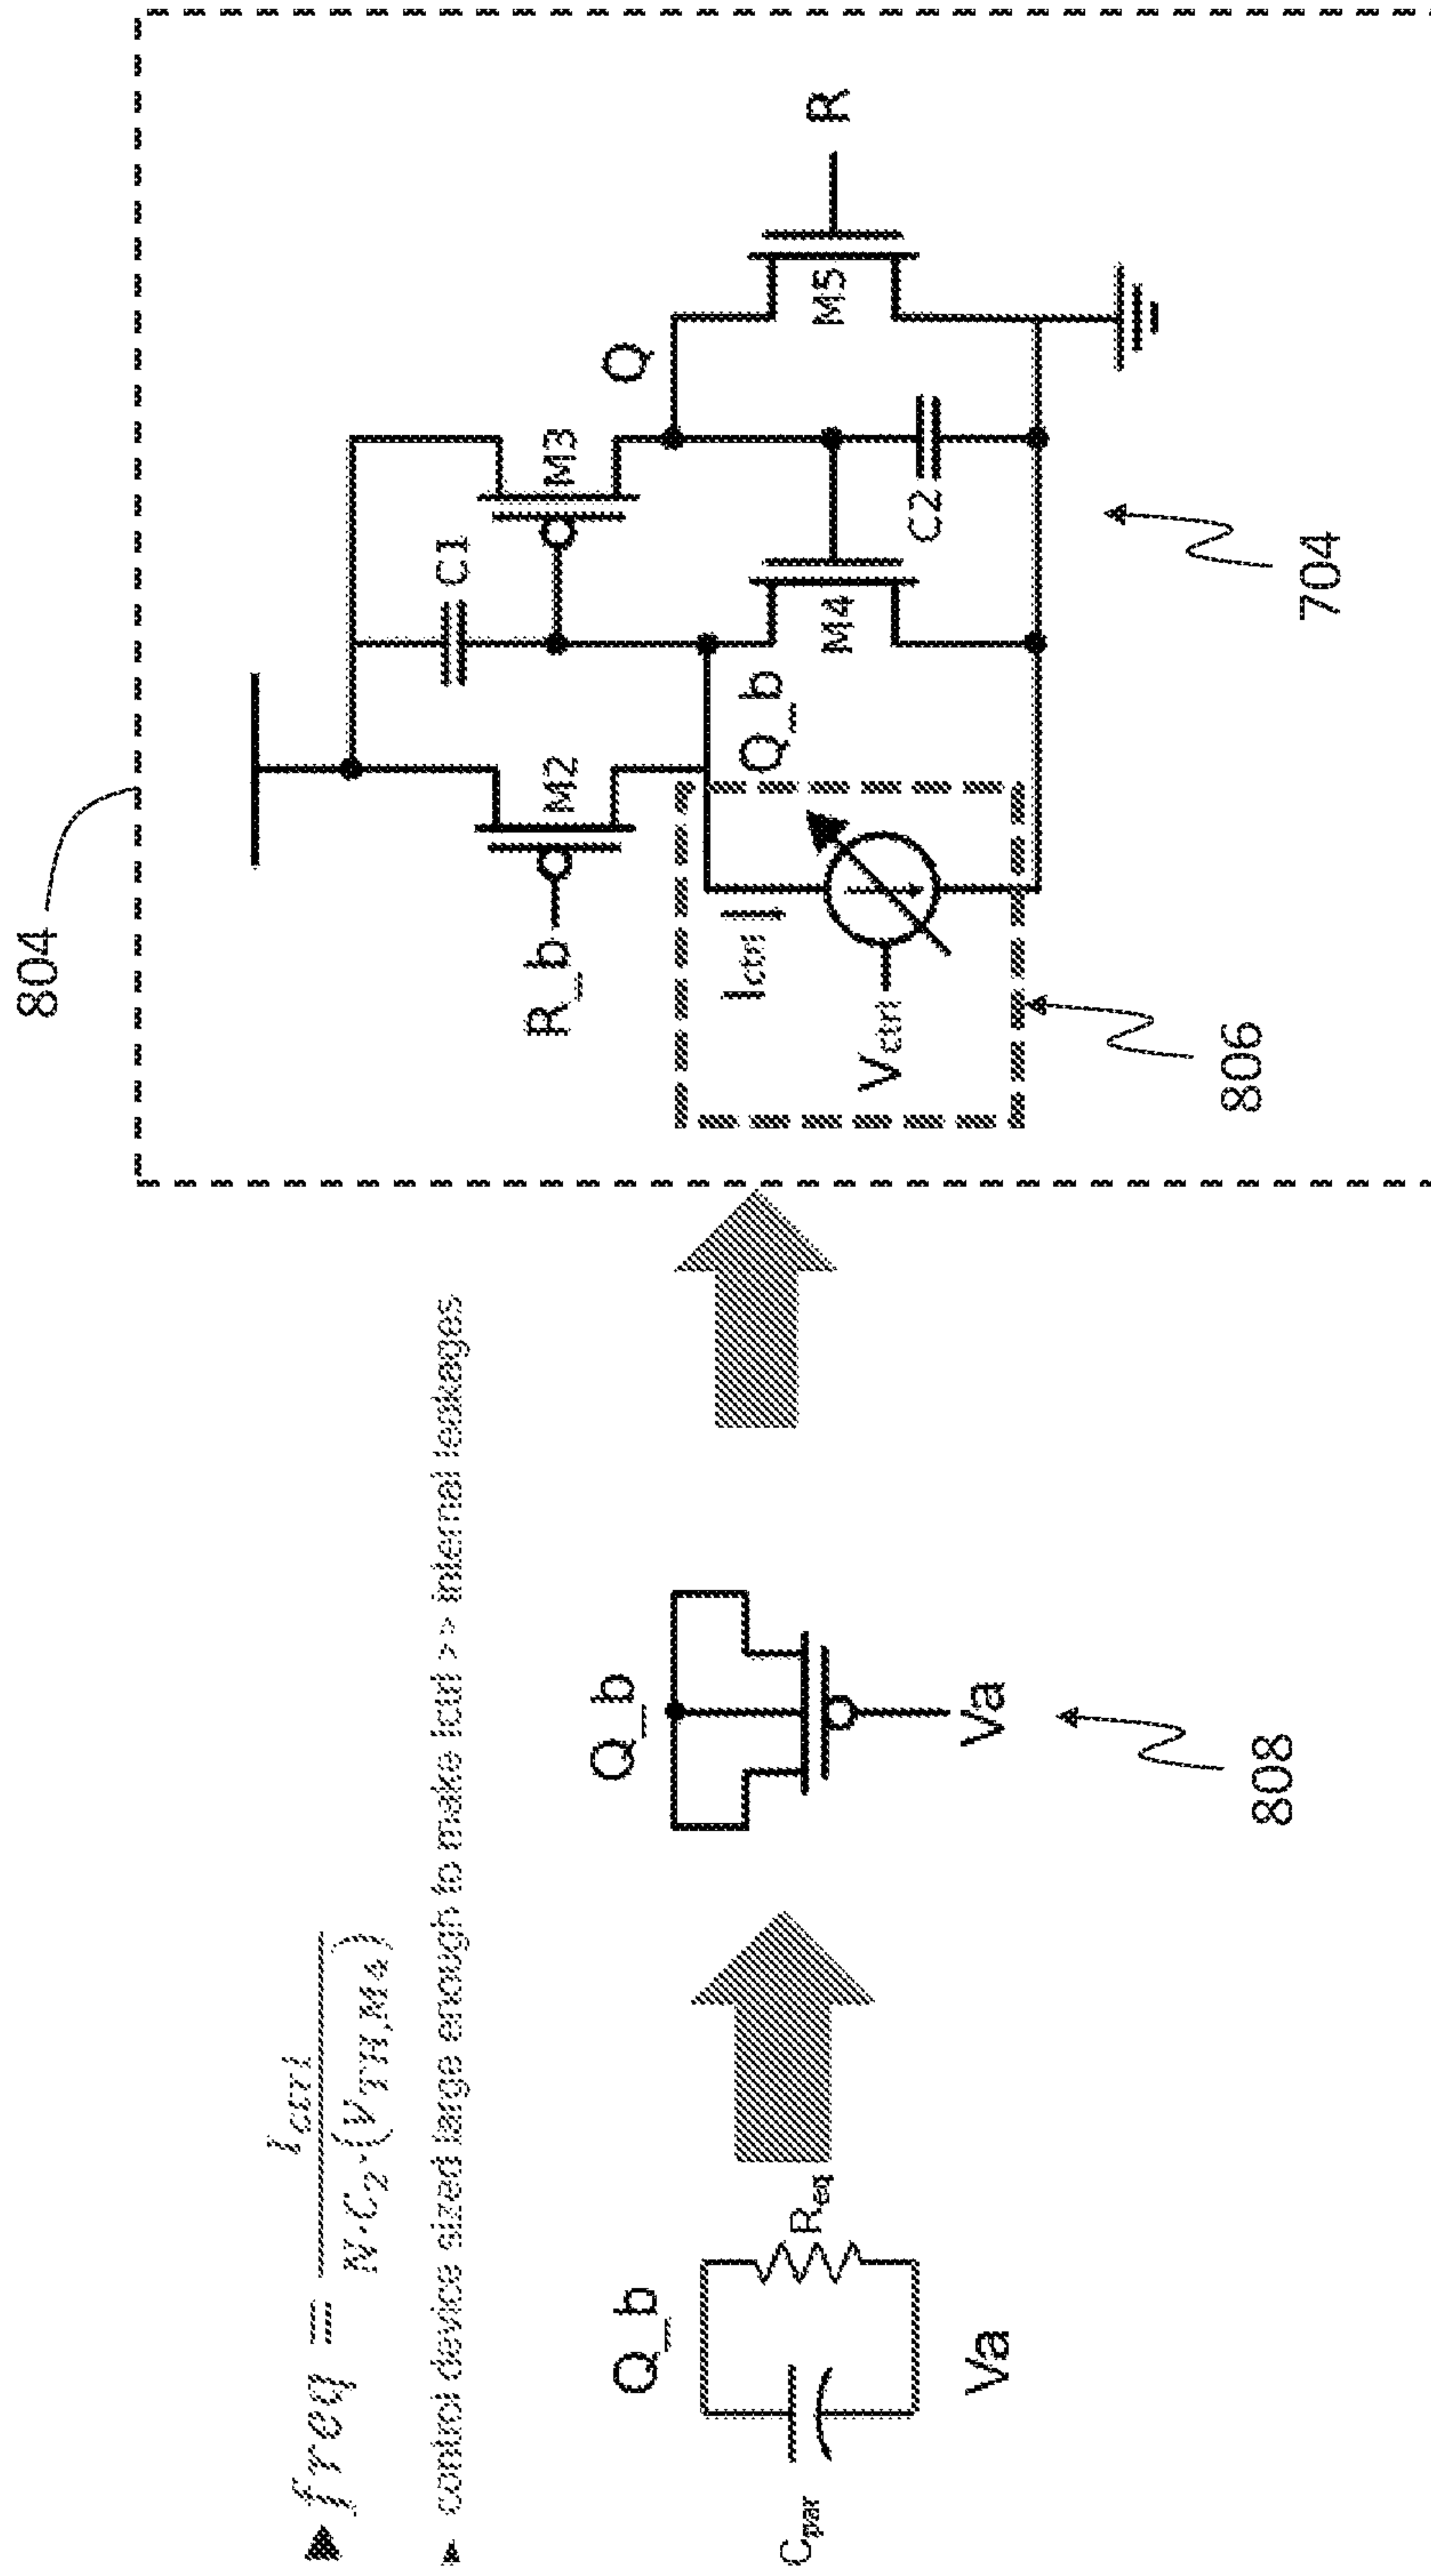 freq = Ictrl / N·C2·(VTH,M4)
control device sized large enough to make Ictrl >> internal leakages
Q_b
Cpar
Req
Va
Q_b
Va
808
804
R_b
M2
C1
M3
Q
Q_b
Ictrl
Vctrl
M4
C2
M5
R
806
704